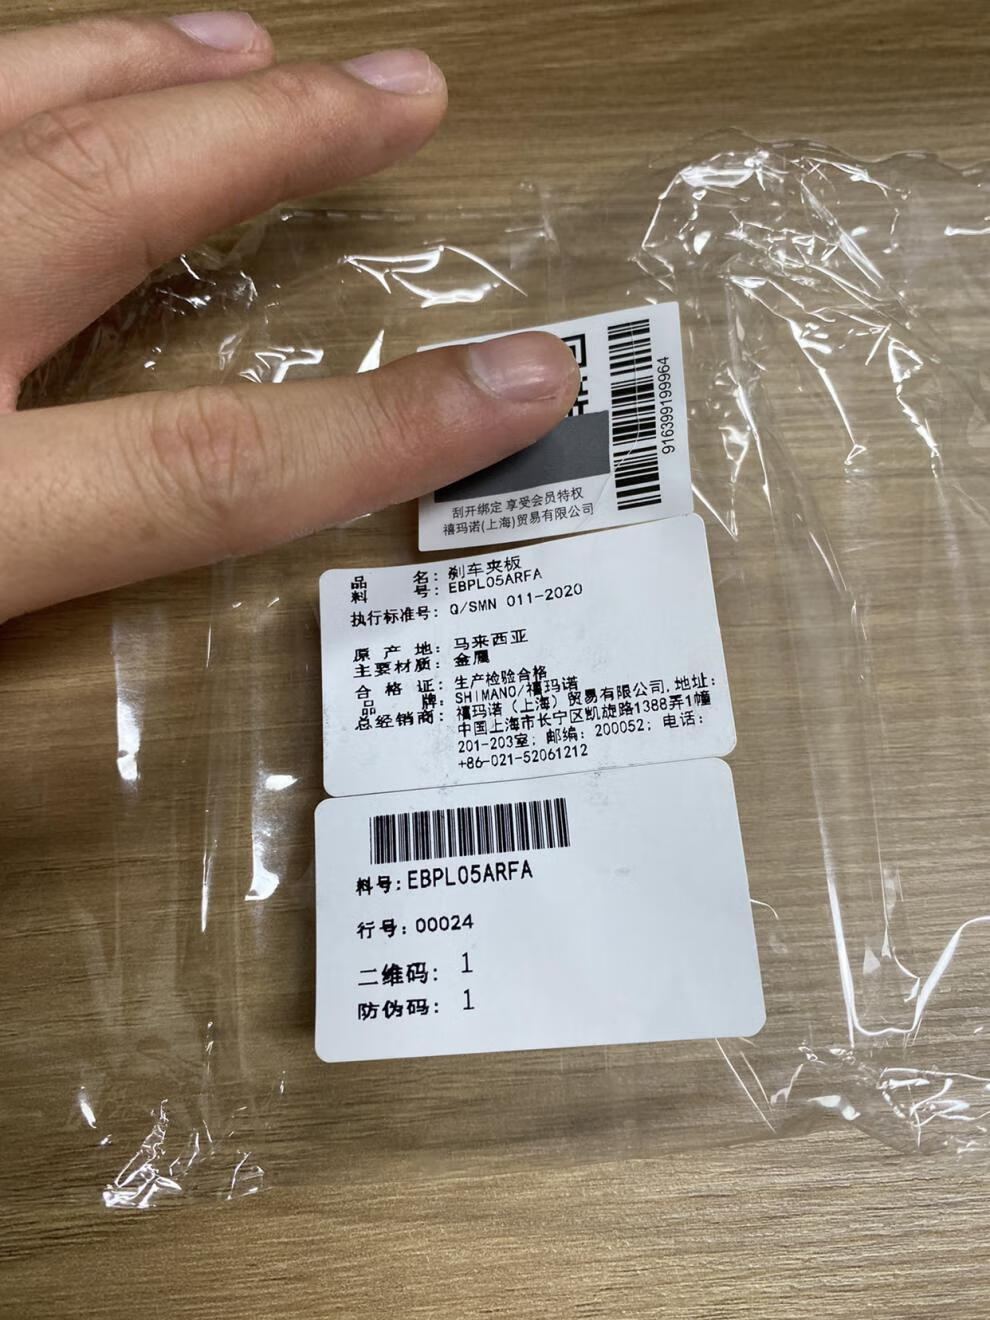 916399199964
刮开绑定 享受会员特权
禧玛诺(上海)贸易有限公司
品 名: 刹车夹板
料 号: EBPL05ARFA
执行标准号: Q/SMN 011-2020
原 产 地: 马来西亚
主要材质: 金属
合 格 证: 生产检验合格
品 牌: SHIMANO/禧玛诺
总经销商: 禧玛诺（上海）贸易有限公司,地址:
中国上海市长宁区凯旋路1388弄1幢
201-203室; 邮编: 200052; 电话:
+86-021-52061212
料号:EBPL05ARFA
行号: 00024
二维码: 1
防伪码: 1